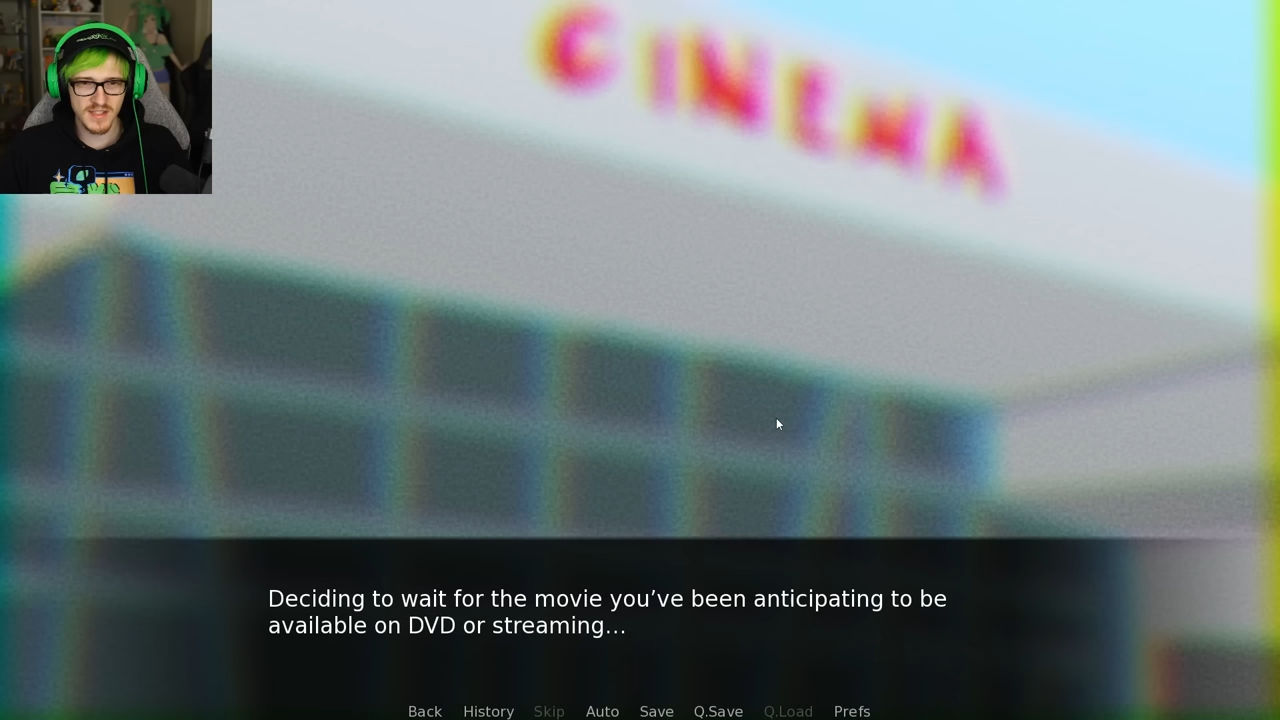 CINEMA
Deciding to wait for the movie you’ve been anticipating to be
available on DVD or streaming…
Back History Skip Auto Save Q.Save Q.Load Prefs